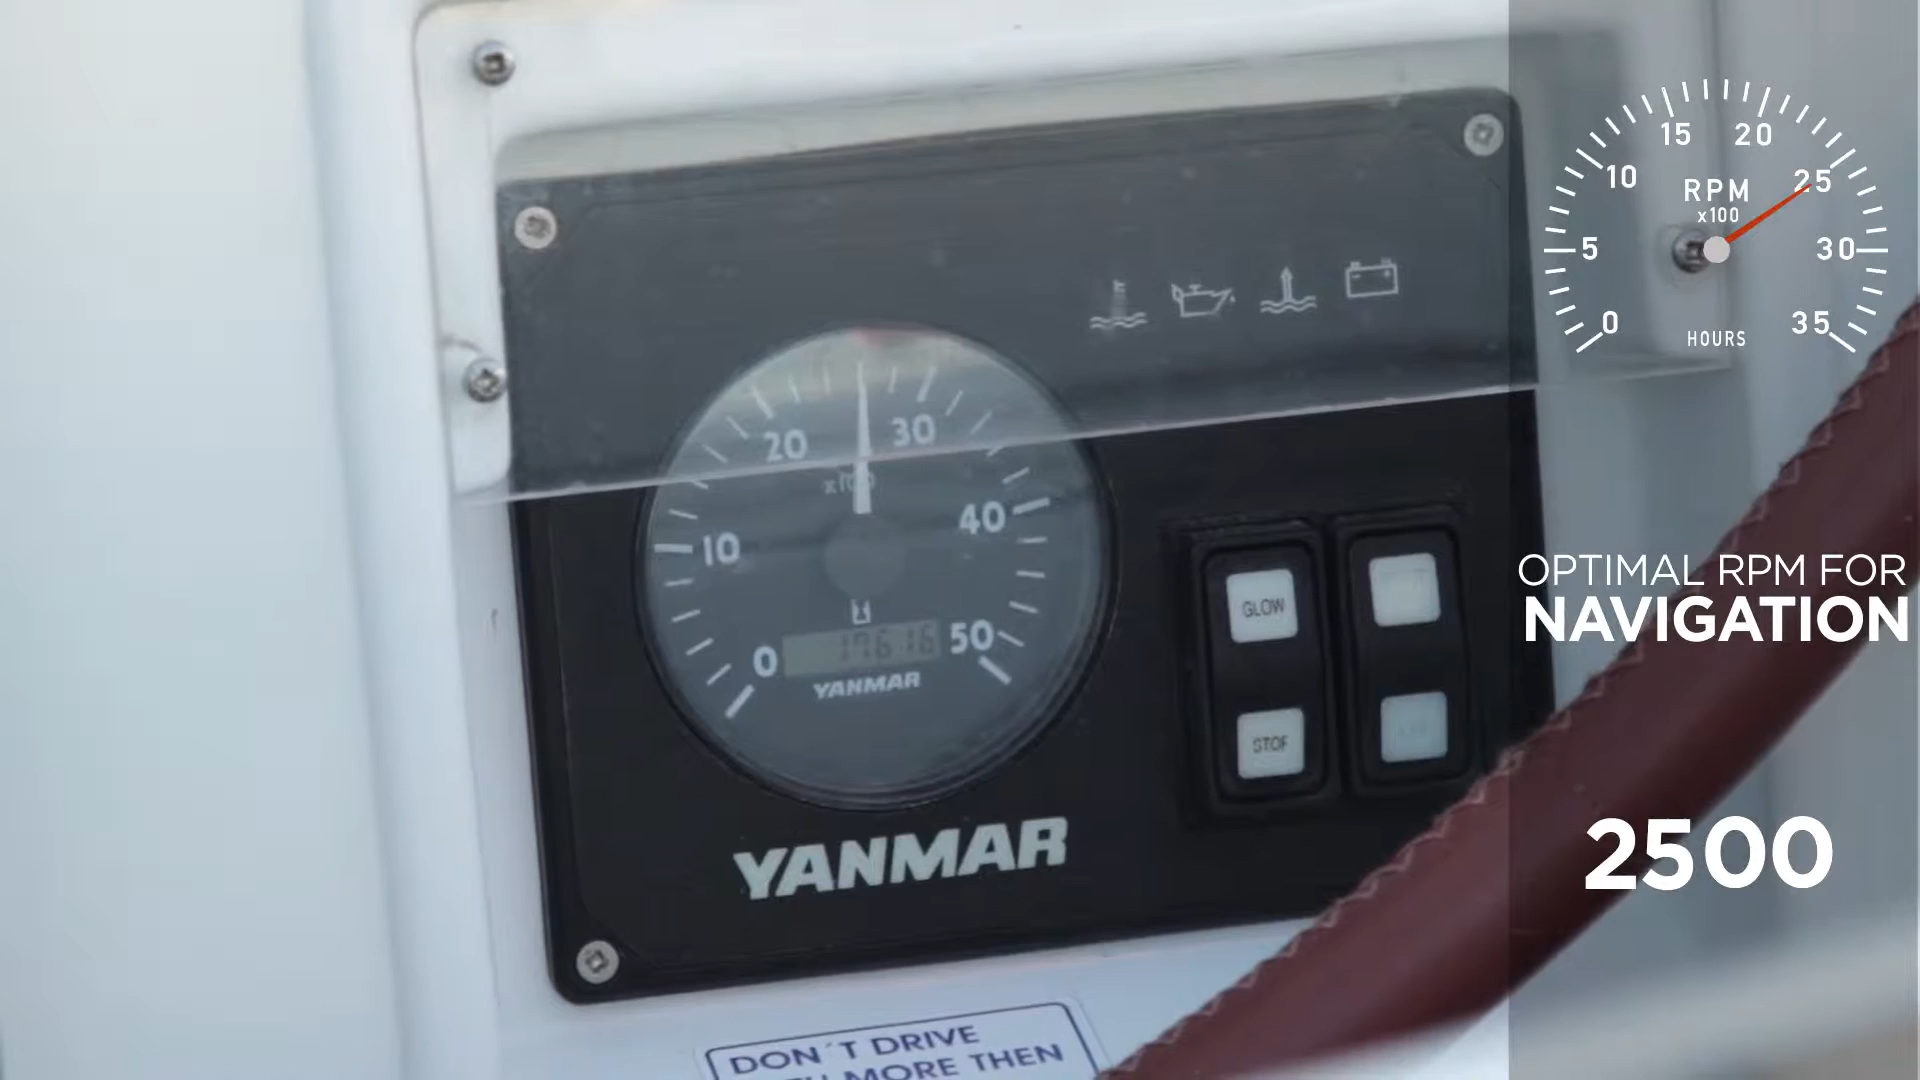 20
30
x100
10
40
0
17616
50
YANMAR
YANMAR
GLOW
STOP
DON´T DRIVE
MORE THEN
15
20
10
25
RPM
x100
5
30
0
35
HOURS
OPTIMAL RPM FOR
NAVIGATION
2500